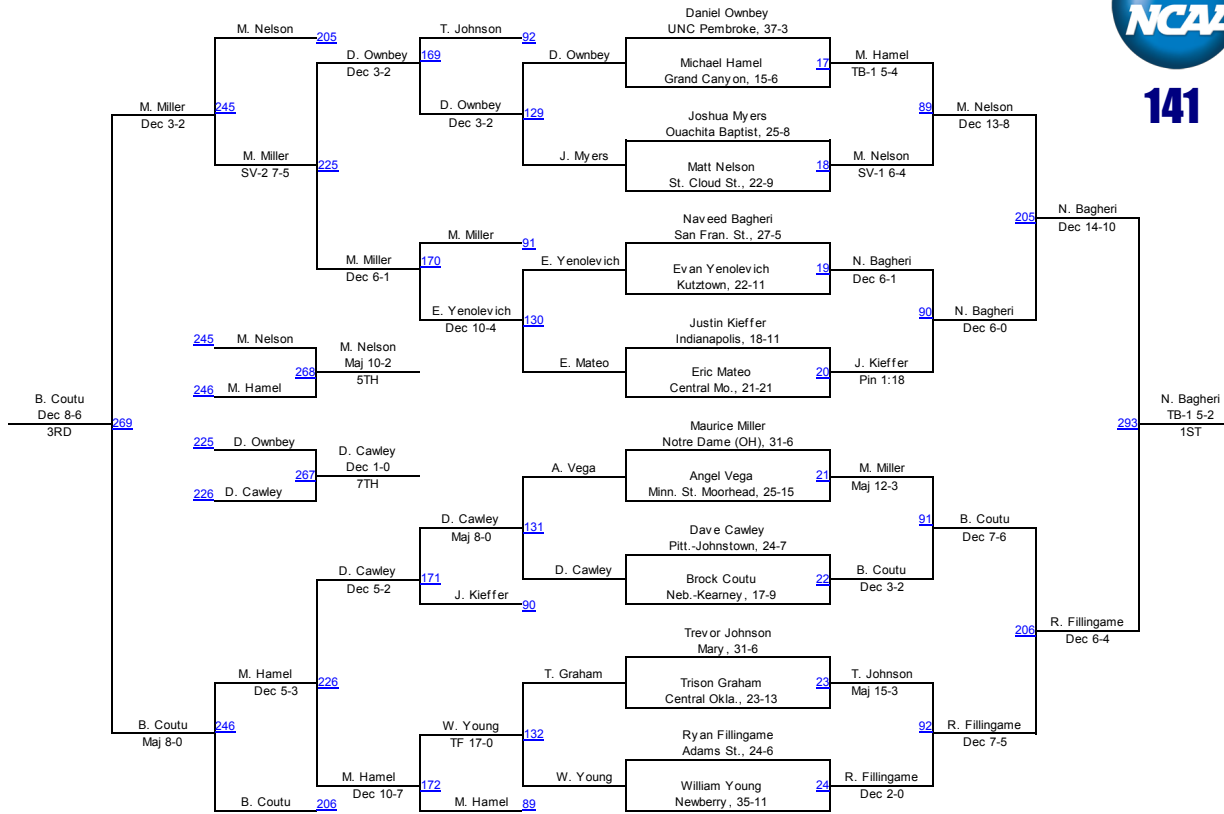 NCAA
141
Daniel Ownbey
UNC Pembroke, 37-3
Michael Hamel
Grand Canyon, 15-6
Joshua Myers
Ouachita Baptist, 25-8
Matt Nelson
St. Cloud St., 22-9
Naveed Bagheri
San Fran. St., 27-5
Evan Yenolevich
Kutztown, 22-11
Justin Kieffer
Indianapolis, 18-11
Eric Mateo
Central Mo., 21-21
Maurice Miller
Notre Dame (OH), 31-6
Angel Vega
Minn. St. Moorhead, 25-15
Dave Cawley
Pitt.-Johnstown, 24-7
Brock Coutu
Neb.-Kearney, 17-9
Trevor Johnson
Mary, 31-6
Trison Graham
Central Okla., 23-13
Ryan Fillingame
Adams St., 24-6
William Young
Newberry, 35-11
17
M. Hamel
TB-1 5-4
18
M. Nelson
SV-1 6-4
19
N. Bagheri
Dec 6-1
20
J. Kieffer
Pin 1:18
21
M. Miller
Maj 12-3
22
B. Coutu
Dec 3-2
23
T. Johnson
Maj 15-3
24
R. Fillingame
Dec 2-0
89
M. Nelson
Dec 13-8
90
N. Bagheri
Dec 6-0
91
B. Coutu
Dec 7-6
92
R. Fillingame
Dec 7-5
205
N. Bagheri
Dec 14-10
206
R. Fillingame
Dec 6-4
293
N. Bagheri
TB-1 5-2
1ST
D. Ownbey
J. Myers
E. Yenolevich
E. Mateo
A. Vega
D. Cawley
T. Graham
W. Young
T. Johnson
92
129
D. Ownbey
Dec 3-2
M. Miller
91
130
E. Yenolevich
Dec 10-4
131
D. Cawley
Maj 8-0
J. Kieffer
90
132
W. Young
TF 17-0
M. Hamel
89
169
D. Ownbey
Dec 3-2
170
M. Miller
Dec 6-1
171
D. Cawley
Dec 5-2
172
M. Hamel
Dec 10-7
M. Nelson
205
225
M. Miller
SV-2 7-5
226
M. Hamel
Dec 5-3
B. Coutu
206
245
M. Miller
Dec 3-2
246
B. Coutu
Maj 8-0
269
B. Coutu
Dec 8-6
3RD
245
M. Nelson
246
M. Hamel
268
M. Nelson
Maj 10-2
5TH
225
D. Ownbey
226
D. Cawley
267
D. Cawley
Dec 1-0
7TH